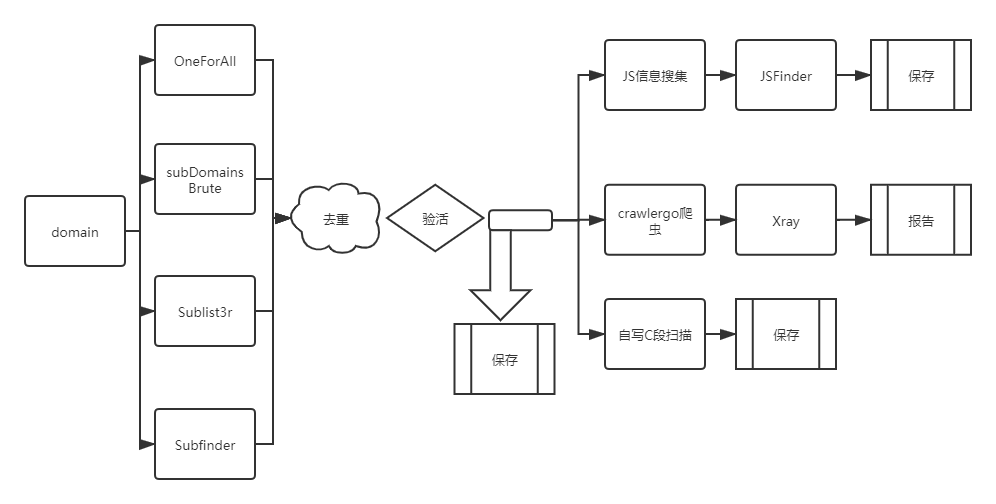 domain
OneForAll
subDomains
Brute
Sublist3r
Subfinder
去重
验活
保存
JS信息搜集
JSFinder
保存
crawlergo爬
虫
Xray
报告
自写C段扫描
保存